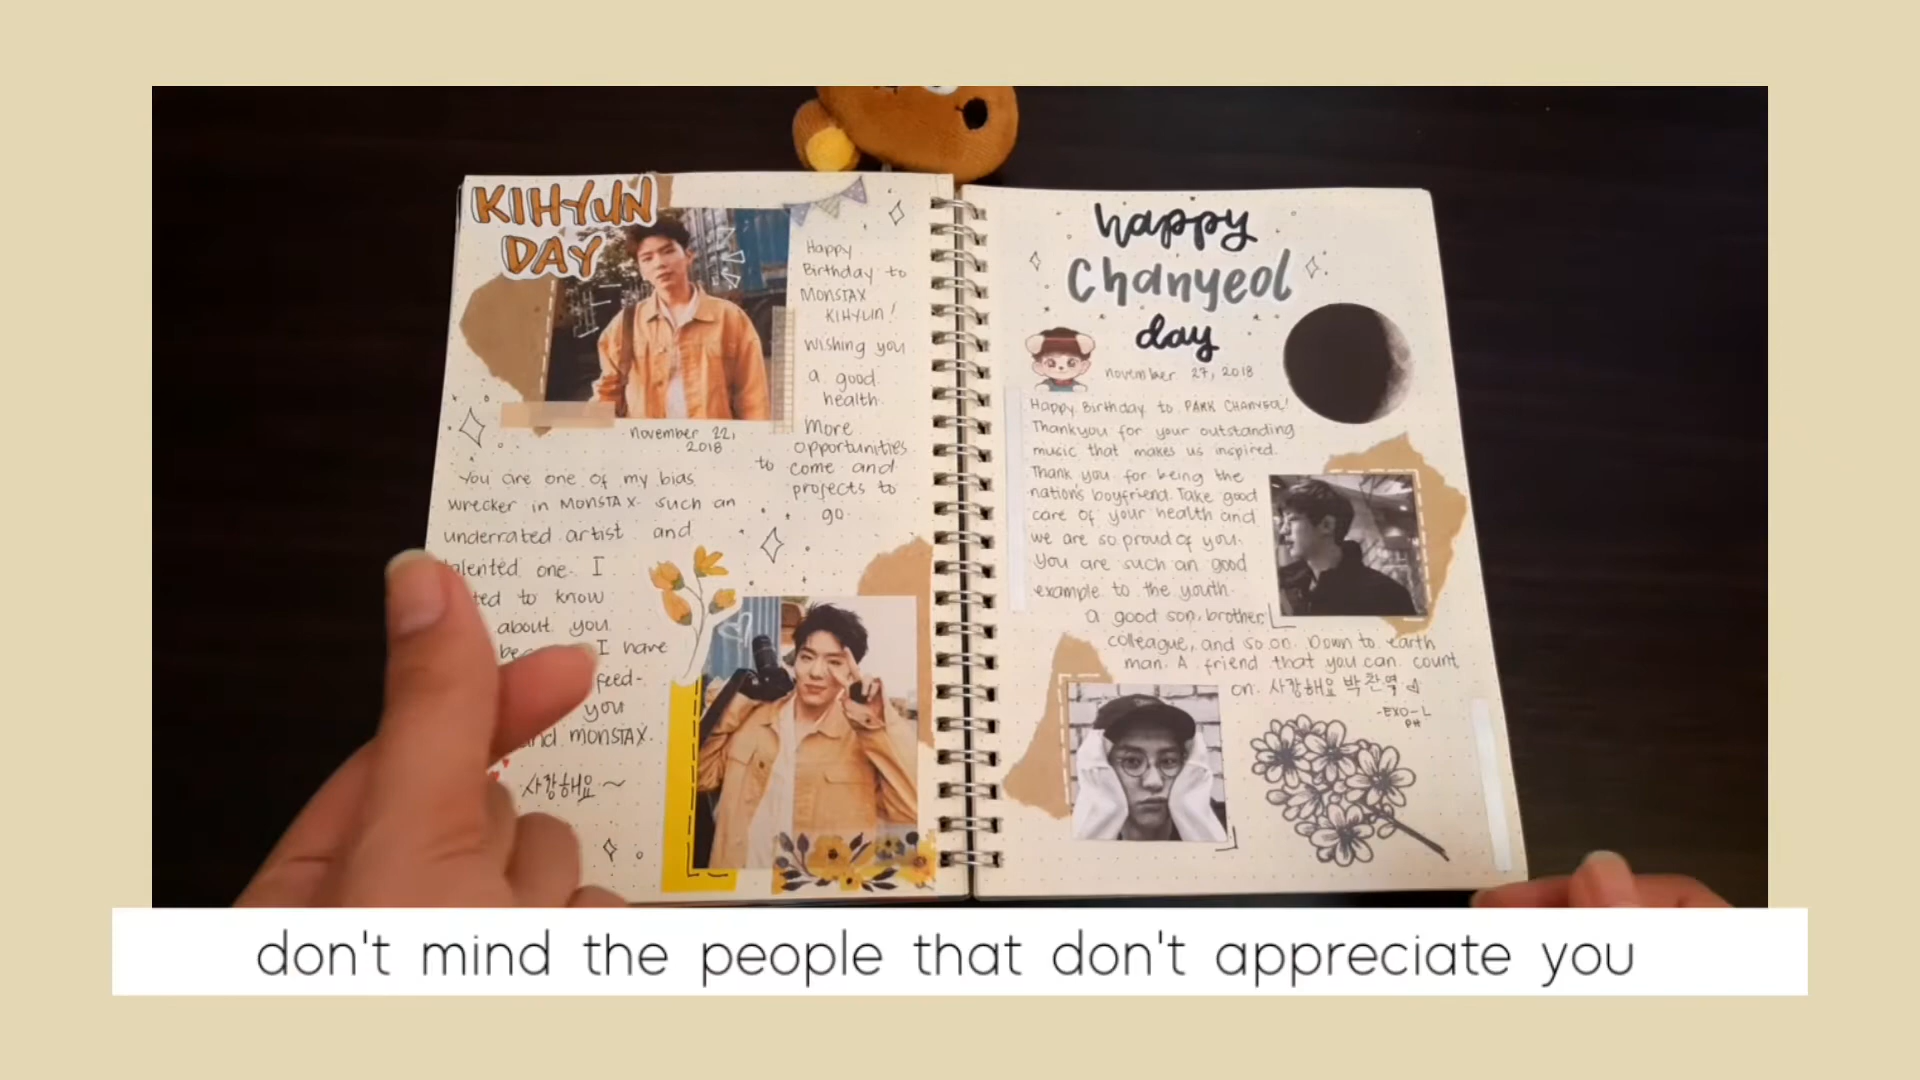 KIHYUN
DAY
Happy
Birthday to
MONSTAX
KIHYUN!
wishing you
a good
health.
More
opportunities
to come and
projects to
go.
november 22,
2018
You are one of my bias
wrecker in MONSTA X. such an
underrated artist and
talented one. I
to know
about you
I have
feed-
you
and MONSTAX.
사랑해요~
happy
Chanyeol
day
november 27, 2018
Happy Birthday to PARK CHANYEOL!
Thankyou for your outstanding
music that makes us inspired.
Thank you for being the
nation's boyfriend. Take good
care of your health and
we are so proud of you.
You are such an good
example to the youth.
a good son, brother,
colleague, and so on. Down to earth
man. A friend that you can count
on. 사랑해요 박찬열
-EXO-L
PH
don't mind the people that don't appreciate you